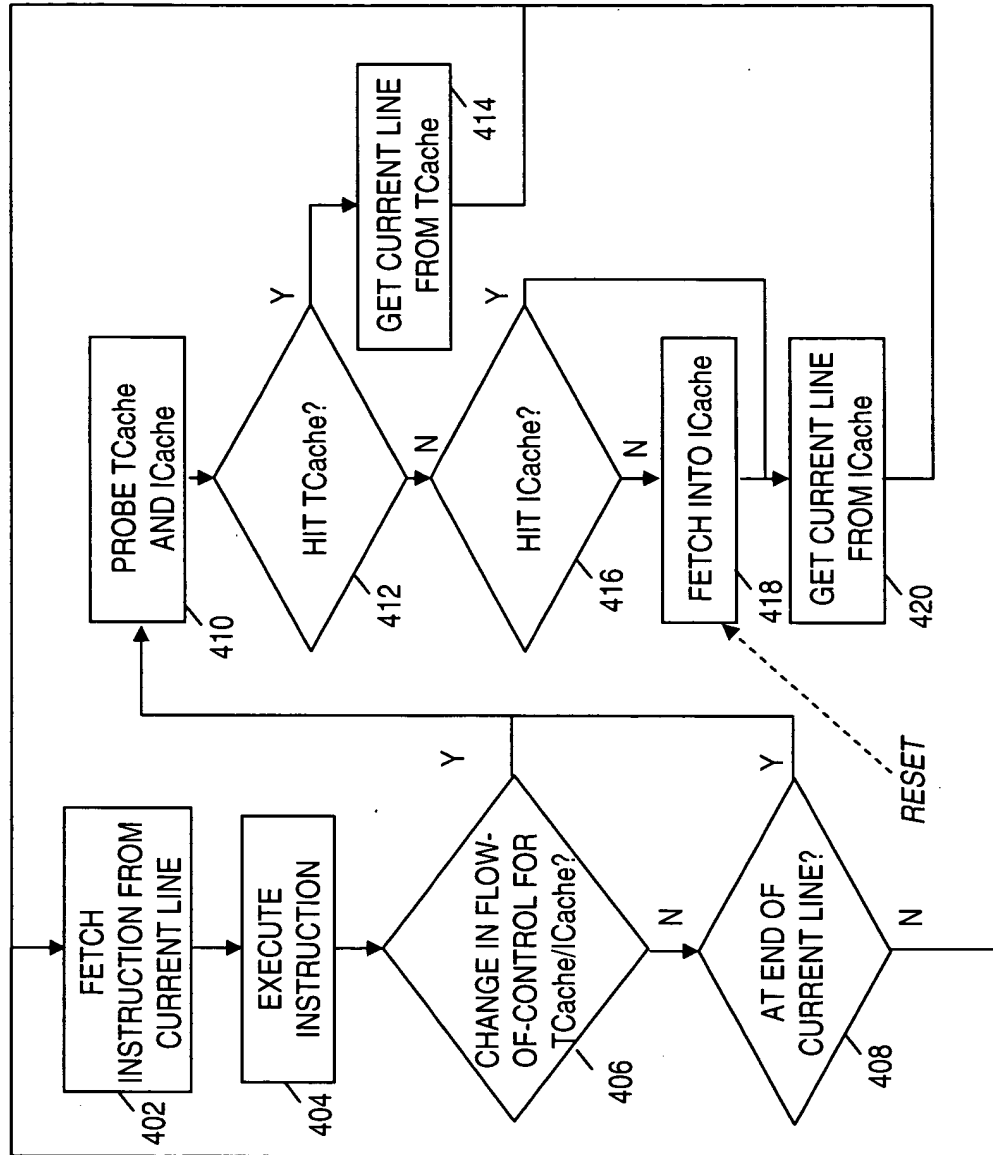 FETCH
INSTRUCTION FROM
CURRENT LINE
402
EXECUTE
INSTRUCTION
404
CHANGE IN FLOW-
OF-CONTROL FOR
TCache/ICache?
406
Y
N
AT END OF
CURRENT LINE?
408
Y
N
RESET
PROBE TCache
AND ICache
410
HIT TCache?
412
Y
N
GET CURRENT LINE
FROM TCache
414
HIT ICache?
416
Y
N
FETCH INTO ICache
418
GET CURRENT LINE
FROM ICache
420